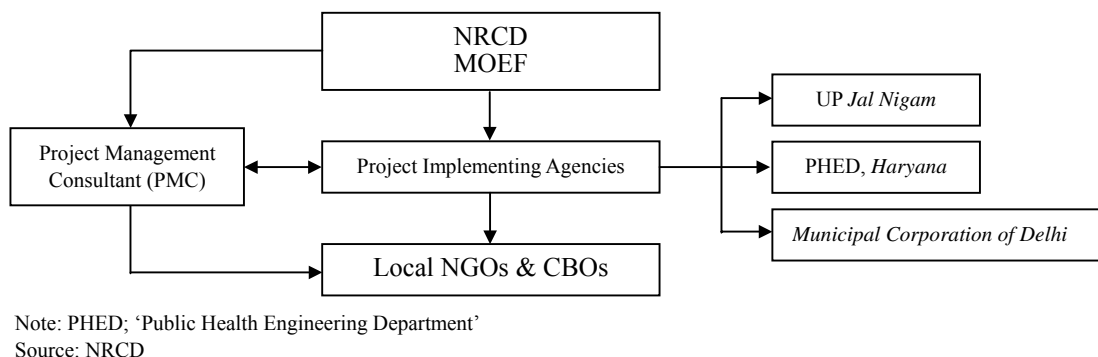 NRCD
MOEF
UP Jal Nigam
Project Management
Consultant (PMC)
Project Implementing Agencies
PHED, Haryana
Municipal Corporation of Delhi
Local NGOs & CBOs
Note: PHED; ‘Public Health Engineering Department’
Source: NRCD